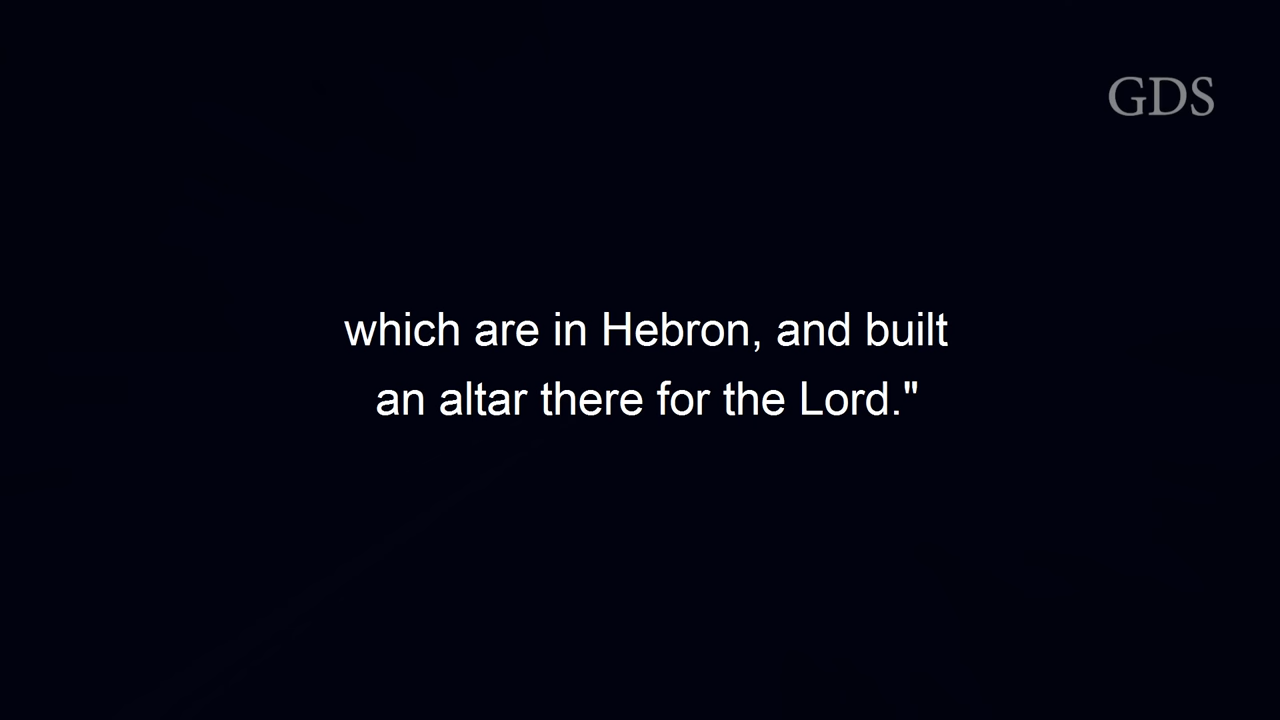 GDS
which are in Hebron, and built
an altar there for the Lord."